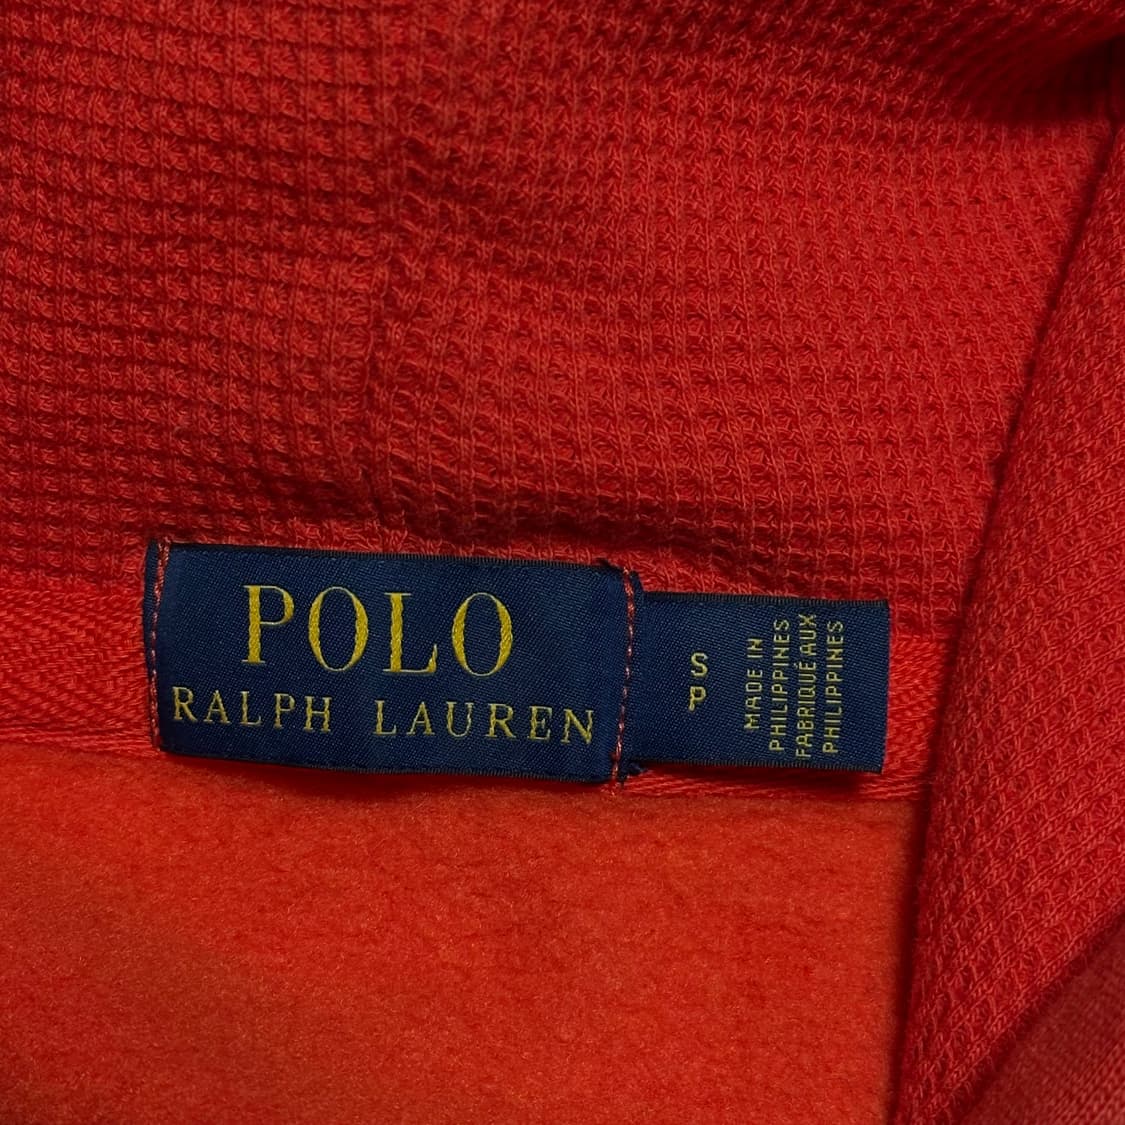 POLO
RALPH LAUREN
S
P
MADE IN
PHILIPPINES
FABRIQUÉ AUX
PHILIPPINES